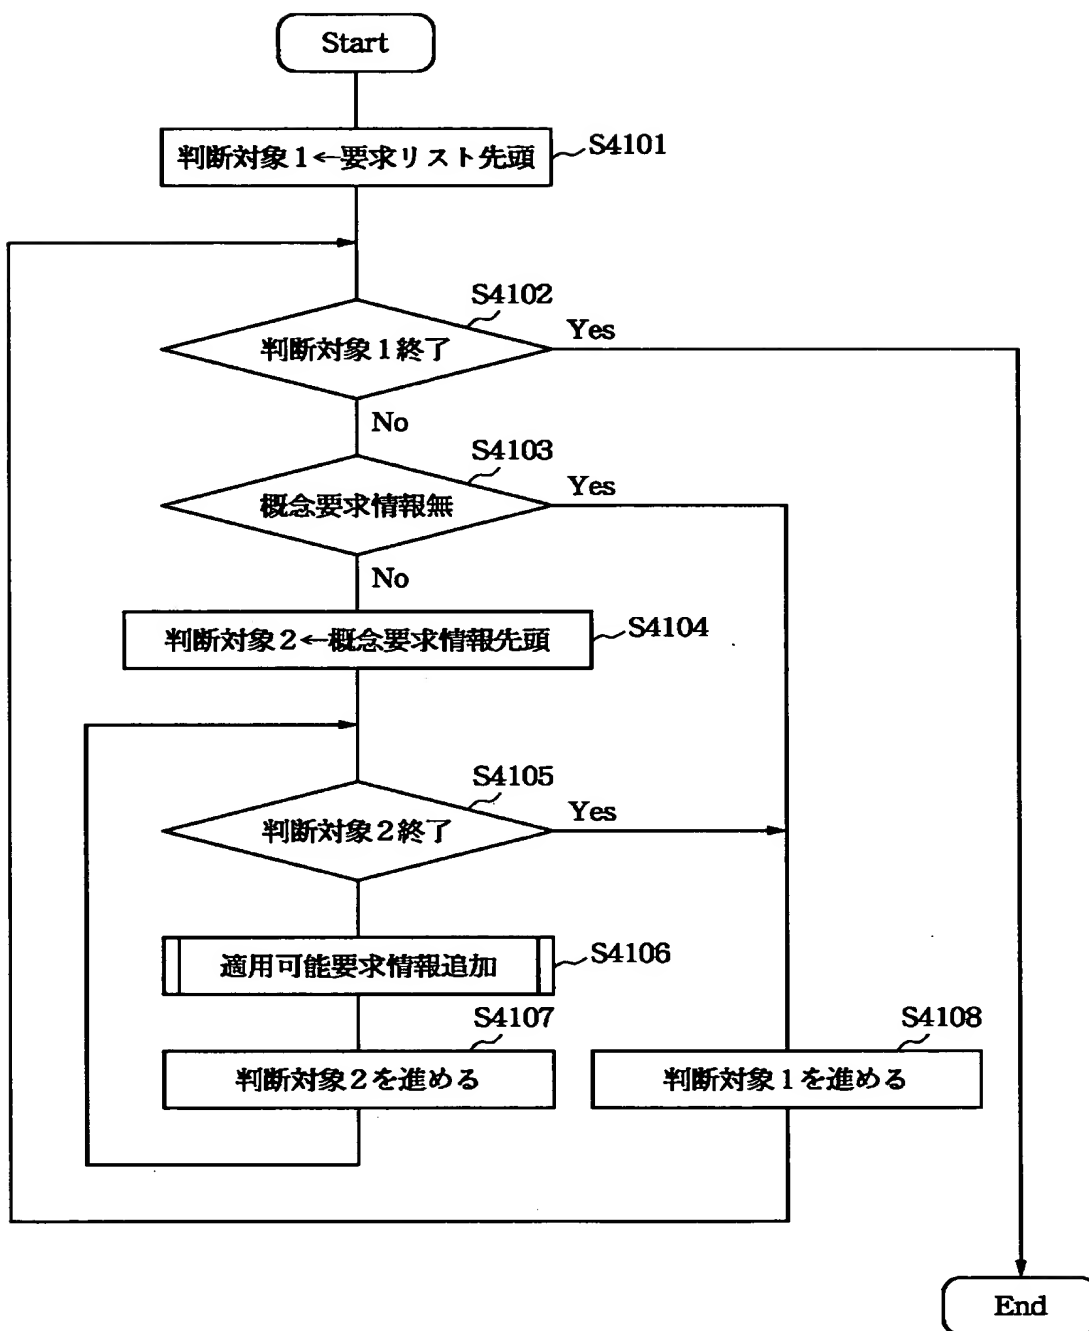 Start
判断対象1←要求リスト先頭
S4101
S4102
判断対象1終了
Yes
No
S4103
概念要求情報無
Yes
No
判断対象2←概念要求情報先頭
S4104
S4105
判断対象2終了
Yes
適用可能要求情報追加
S4106
S4107
判断対象2を進める
S4108
判断対象1を進める
End